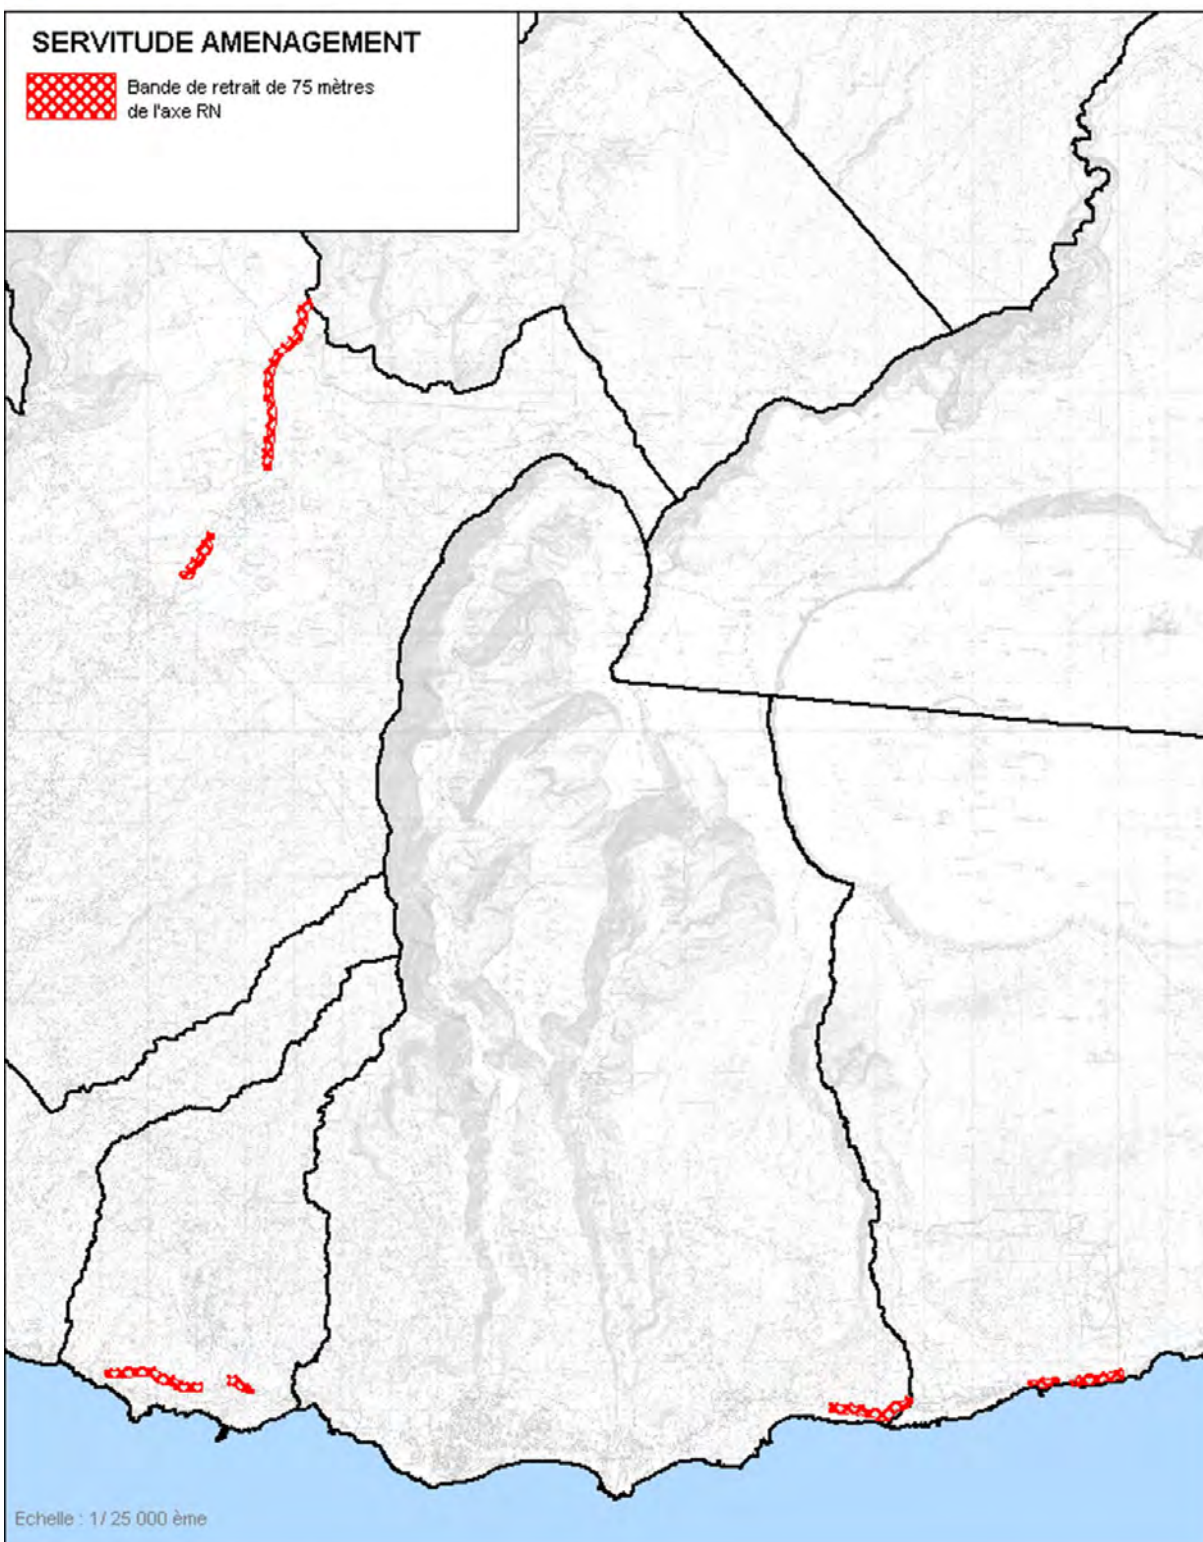 SERVITUDE AMENAGEMENT
Bande de retrait de 75 mètres
de l'axe RN
Echelle : 1/ 25 000 ème